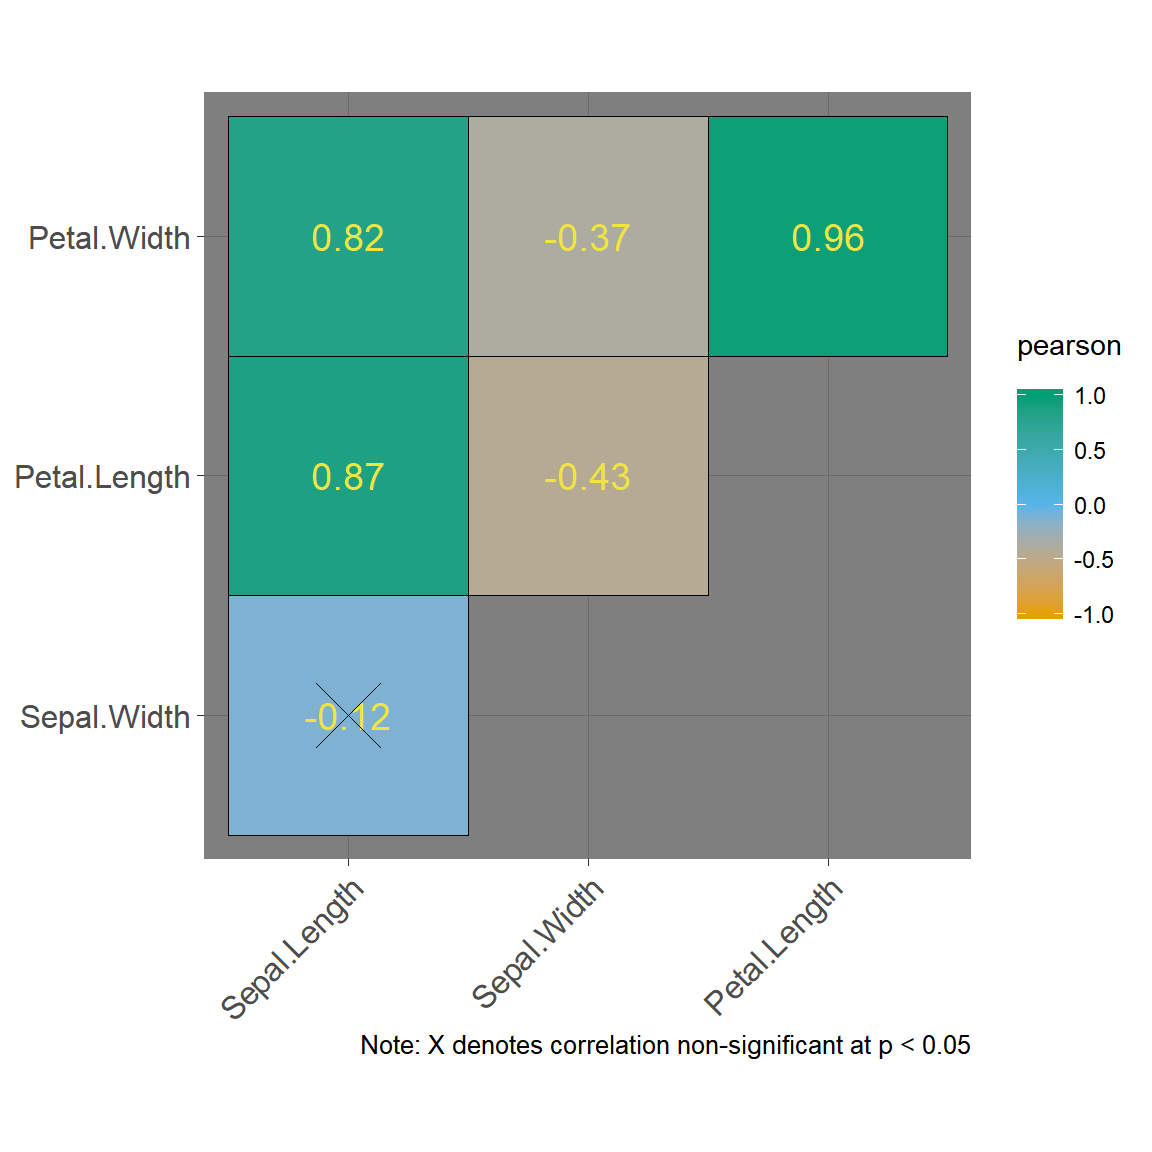 Petal.Width
0.82
-0.37
0.96
pearson
1.0
0.5
0.0
-0.5
-1.0
Petal.Length
0.87
-0.43
Sepal.Width
-0.12
Sepal.Length
Sepal.Width
Petal.Length
Note: X denotes correlation non-significant at p < 0.05